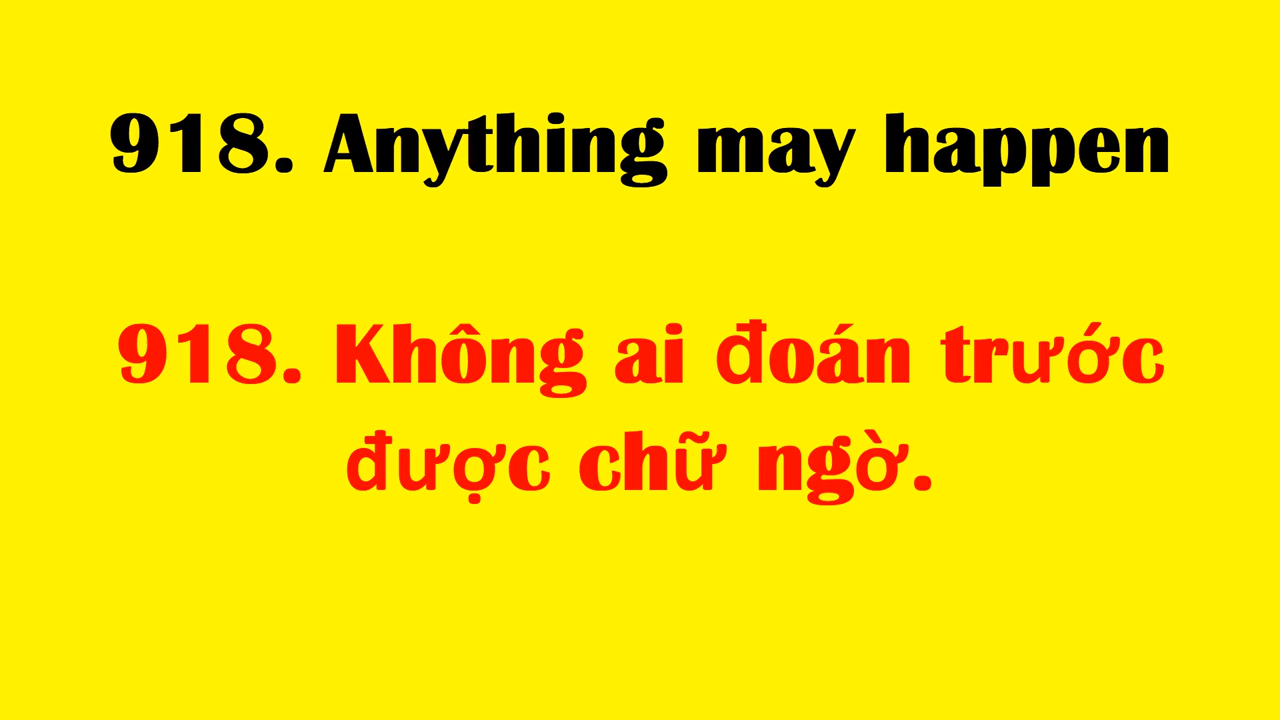 918. Anything may happen
918. Không ai đoán trước
được chữ ngờ.